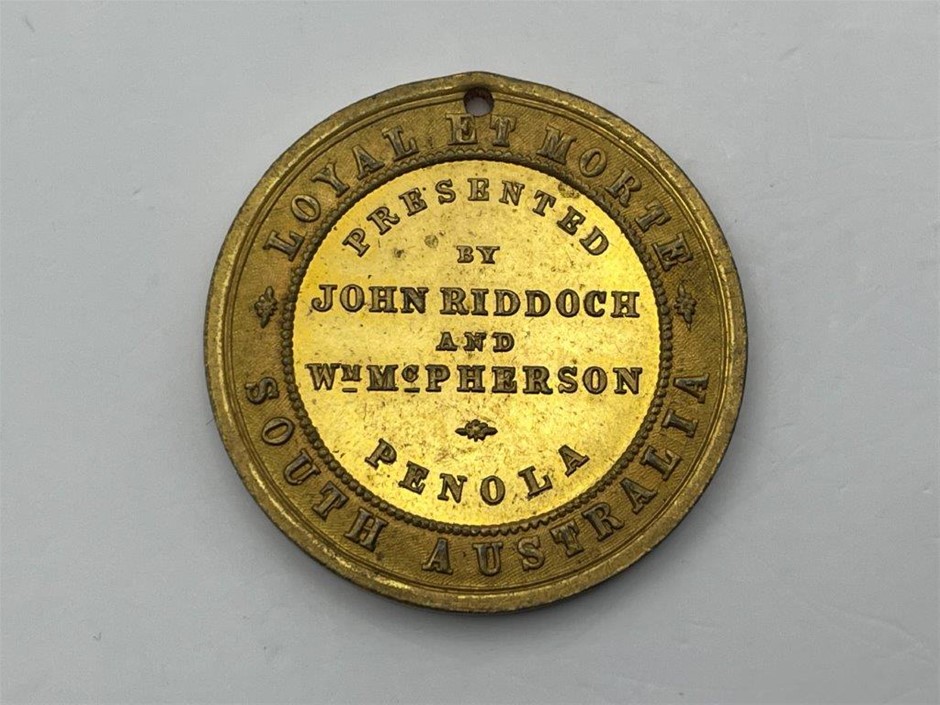 LOYAL ET MORTE
PRESENTED
BY
JOHN RIDDOCH
AND
WM MCPHERSON
PENOLA
SOUTH AUSTRALIA